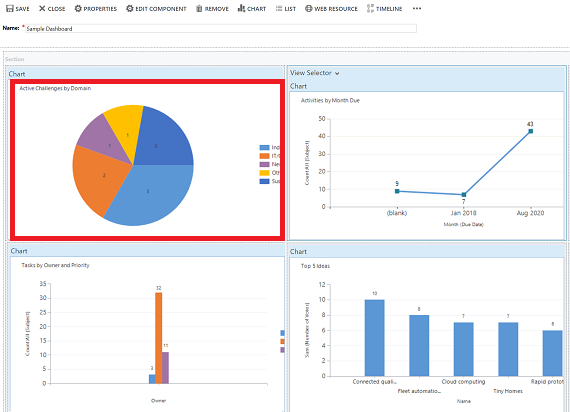 SAVE CLOSE PROPERTIES EDIT COMPONENT REMOVE CHART LIST WEB RESOURCE TIMELINE •••
Name: * Sample Dashboard
Section
Chart
Active Challenges by Domain
1
1
2
3
Oth
Sus
View Selector
Chart
Activities by Month Due
50
40
30
20
10
0
CountAll (Subject)
9
7
43
(blank) Jan 2018 Aug 2020
Month (Due Date)
Chart
Tasks by Owner and Priority
35
30
25
20
15
10
5
0
CountAll (Subject)
3
32
11
Owner
Chart
Top 5 Ideas
12
10
8
6
4
2
0
Sum (Number of Votes)
10
8
7
7
6
Connected quali... Cloud computing Rapid protot
Fleet automatio... Tiny Homes
Name